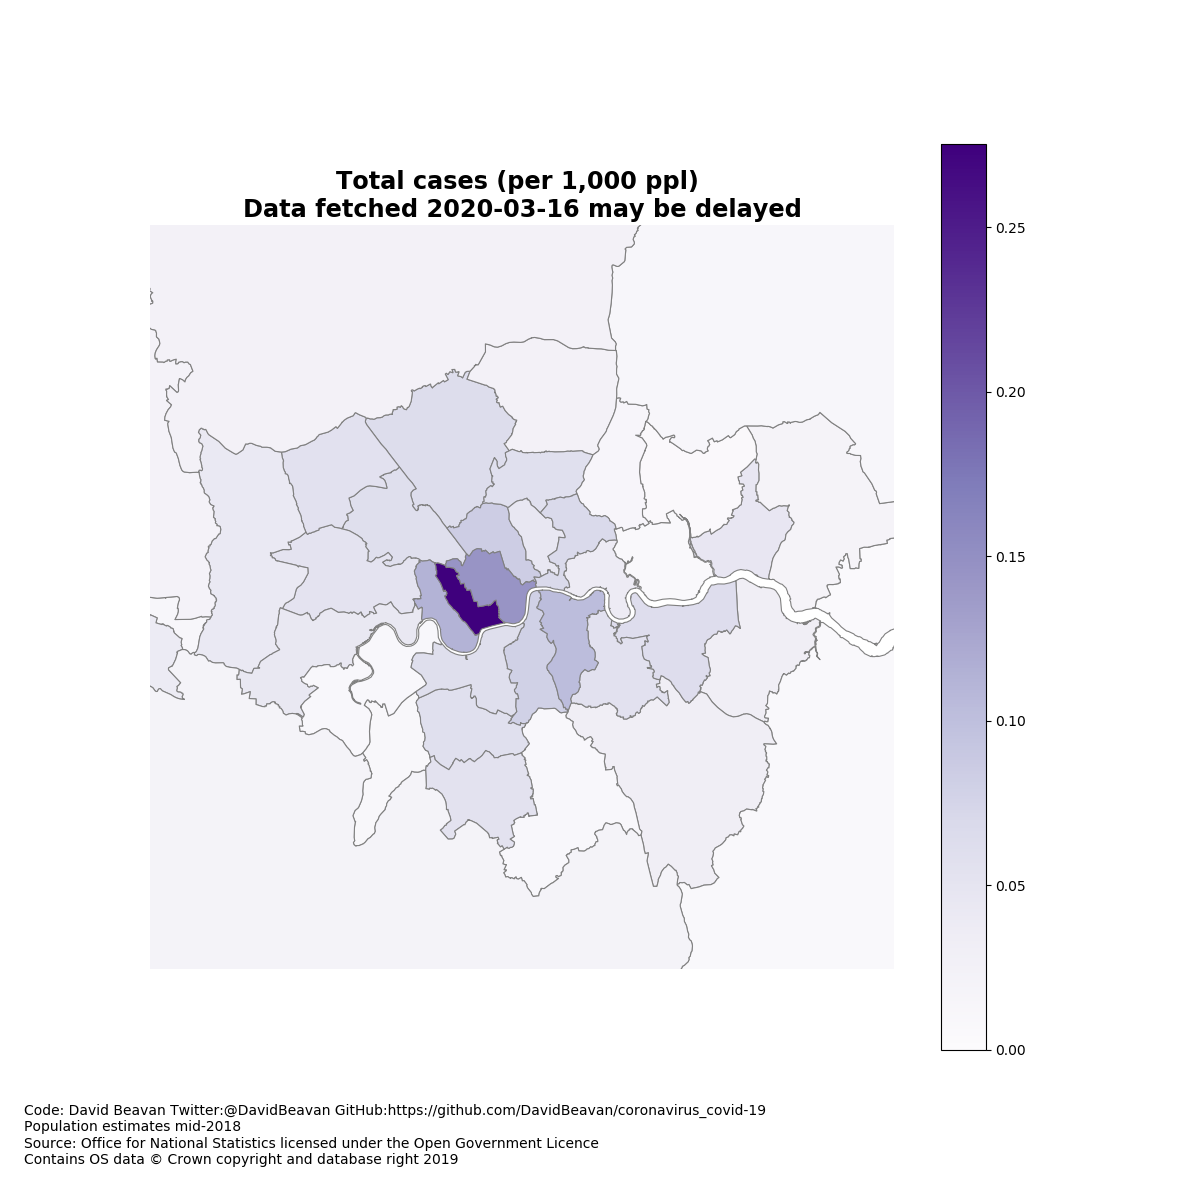 Total cases (per 1,000 ppl)
Data fetched 2020-03-16 may be delayed
0.25
0.20
0.15
0.10
0.05
0.00
Code: David Beavan Twitter:@DavidBeavan GitHub:https://github.com/DavidBeavan/coronavirus_covid-19
Population estimates mid-2018
Source: Office for National Statistics licensed under the Open Government Licence
Contains OS data © Crown copyright and database right 2019